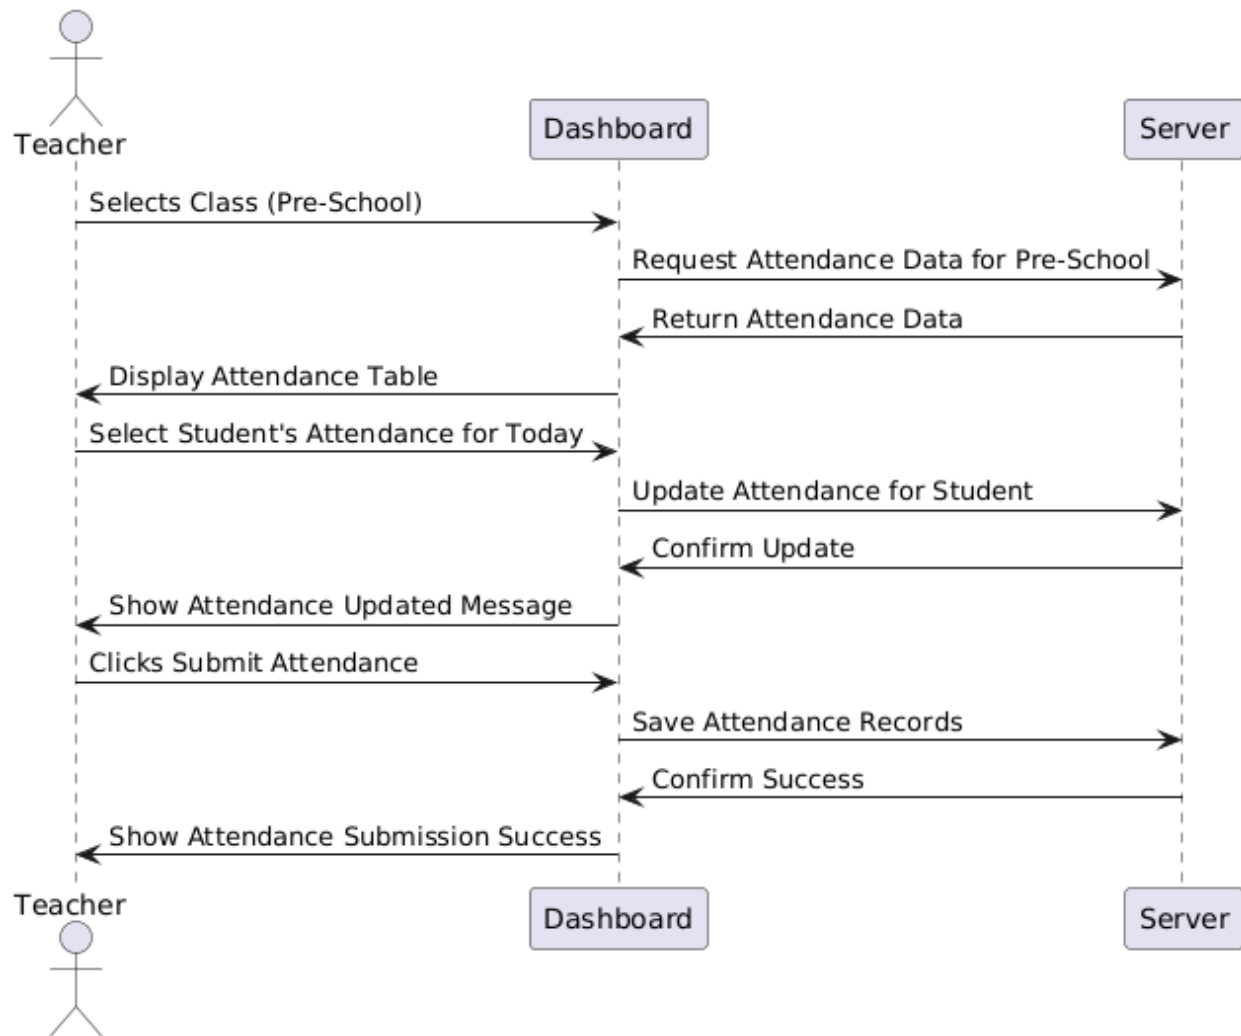 Teacher
Dashboard
Server
Selects Class (Pre-School)
Request Attendance Data for Pre-School
Return Attendance Data
Display Attendance Table
Select Student's Attendance for Today
Update Attendance for Student
Confirm Update
Show Attendance Updated Message
Clicks Submit Attendance
Save Attendance Records
Confirm Success
Show Attendance Submission Success
Teacher
Dashboard
Server